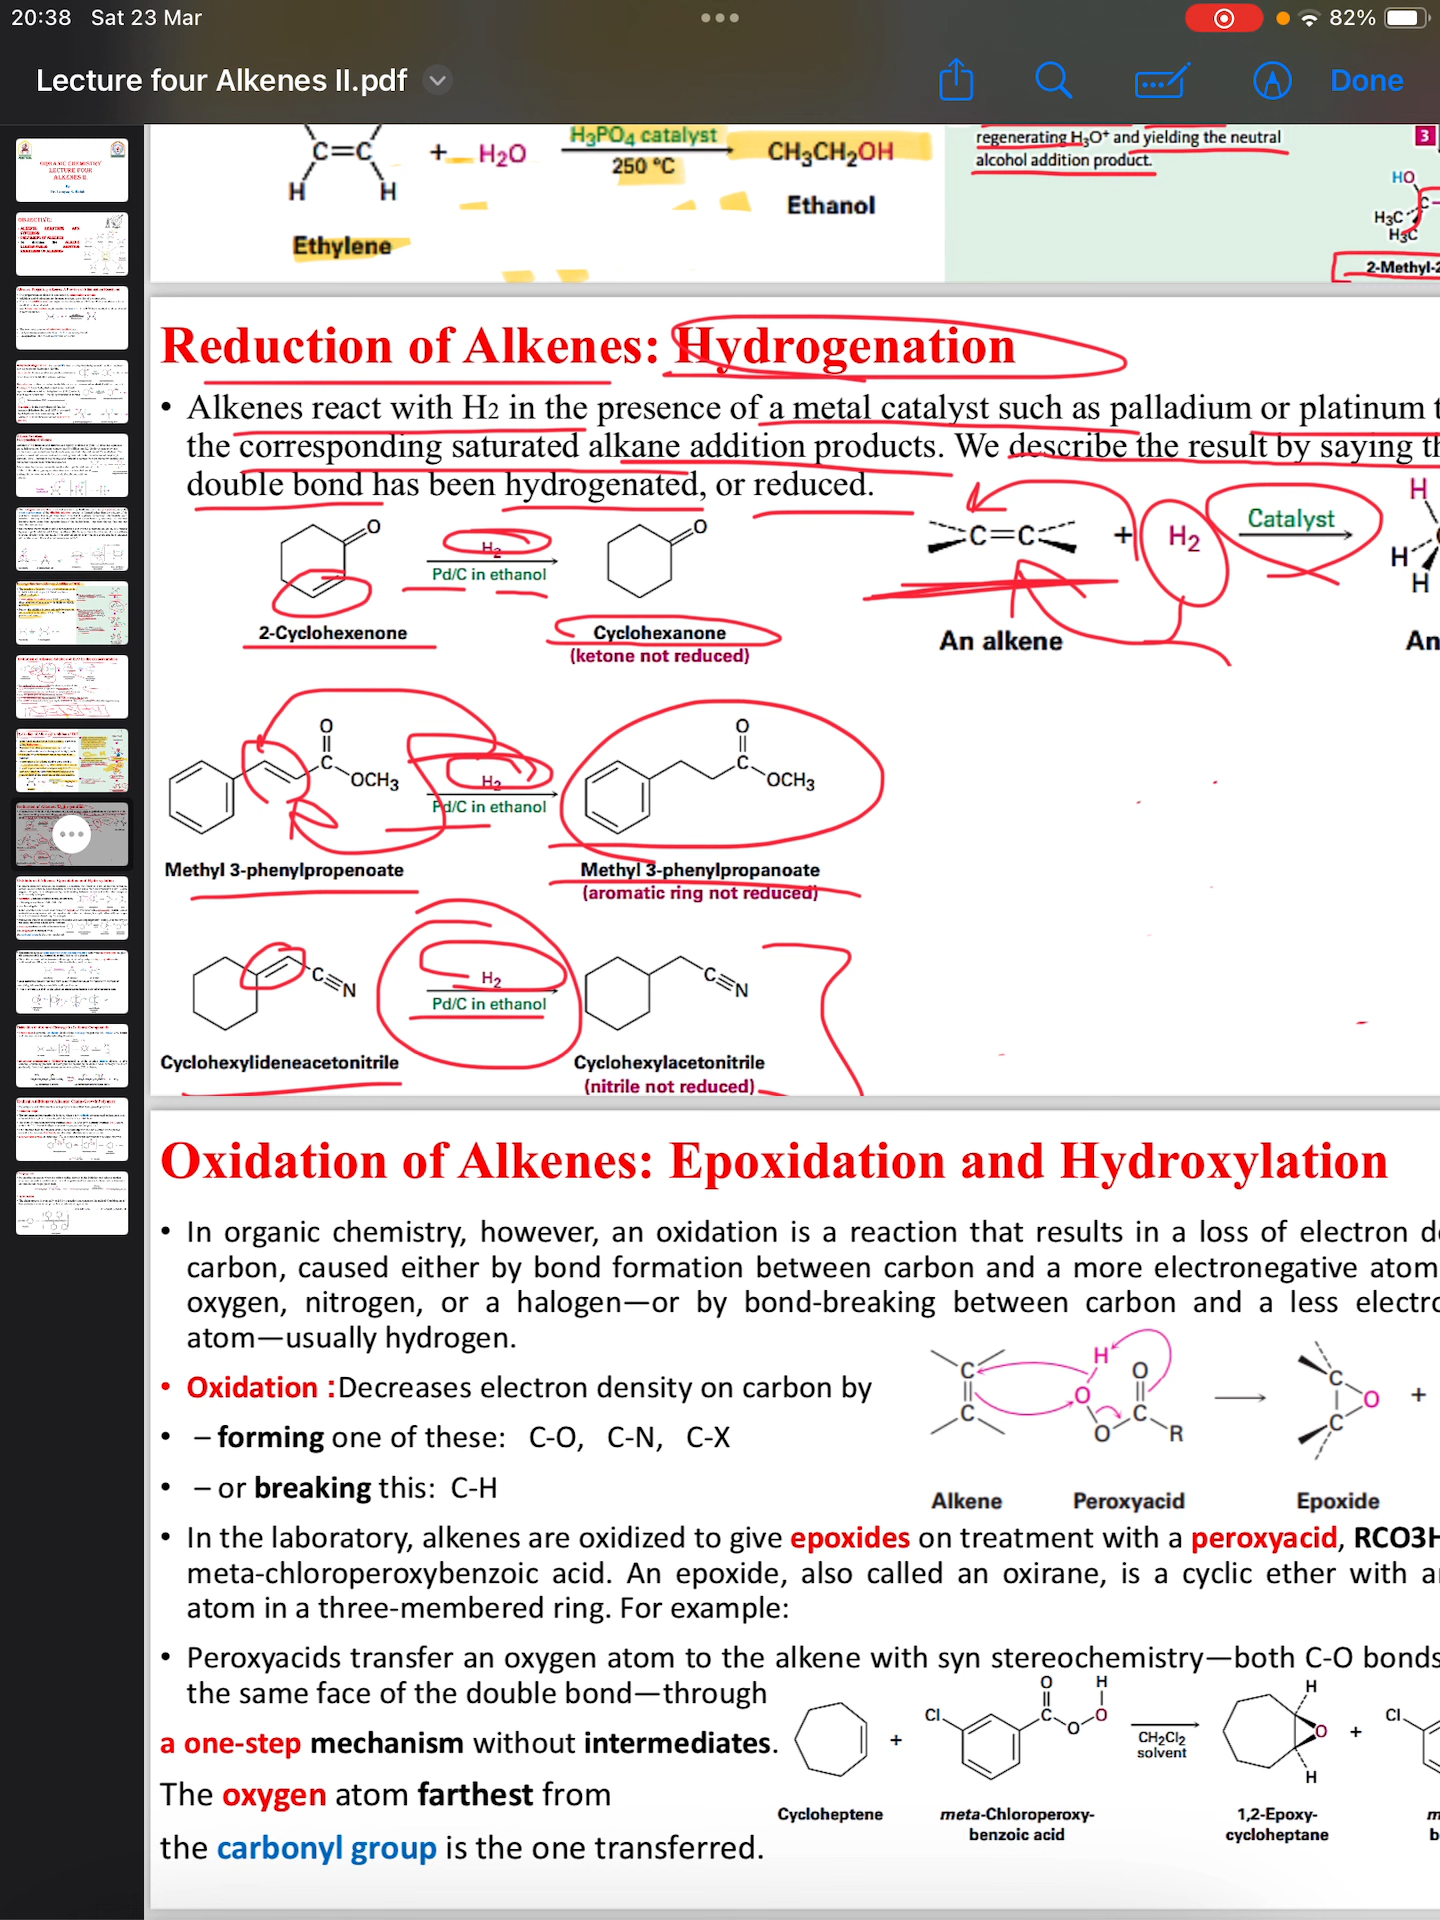 20:38 Sat 23 Mar
82%
Lecture four Alkenes II.pdf
Done
C=C
H H
+ H₂O
H₃PO₄ catalyst
250 °C
CH₃CH₂OH
Ethylene
Ethanol
regenerating H₃O⁺ and yielding the neutral
alcohol addition product.
3
HO
C
H₃C
H₃C
2-Methyl-2
Reduction of Alkenes: Hydrogenation
• Alkenes react with H2 in the presence of a metal catalyst such as palladium or platinum t
the corresponding saturated alkane addition products. We describe the result by saying th
double bond has been hydrogenated, or reduced.
O
H₂
Pd/C in ethanol
O
2-Cyclohexenone
Cyclohexanone
(ketone not reduced)
C=C
+ H₂
Catalyst
H
H
H
An alkene
An
O
C
OCH₃
H₂
Pd/C in ethanol
O
C
OCH₃
Methyl 3-phenylpropenoate
Methyl 3-phenylpropanoate
(aromatic ring not reduced)
C≡N
H₂
Pd/C in ethanol
C≡N
Cyclohexylideneacetonitrile
Cyclohexylacetonitrile
(nitrile not reduced)
Oxidation of Alkenes: Epoxidation and Hydroxylation
• In organic chemistry, however, an oxidation is a reaction that results in a loss of electron de
carbon, caused either by bond formation between carbon and a more electronegative atom
oxygen, nitrogen, or a halogen—or by bond-breaking between carbon and a less electro
atom—usually hydrogen.
• Oxidation :Decreases electron density on carbon by
• – forming one of these: C-O, C-N, C-X
• – or breaking this: C-H
C
C
H
O
O
O
C
R
C
C
O
+
Alkene
Peroxyacid
Epoxide
• In the laboratory, alkenes are oxidized to give epoxides on treatment with a peroxyacid, RCO3H
meta-chloroperoxybenzoic acid. An epoxide, also called an oxirane, is a cyclic ether with an
atom in a three-membered ring. For example:
• Peroxyacids transfer an oxygen atom to the alkene with syn stereochemistry—both C-O bonds
the same face of the double bond—through
a one-step mechanism without intermediates.
The oxygen atom farthest from
the carbonyl group is the one transferred.
+
Cl
O
C
O
O
H
CH₂Cl₂
solvent
H
O
H
+
Cl
Cycloheptene
meta-Chloroperoxy-
benzoic acid
1,2-Epoxy-
cycloheptane
m
b